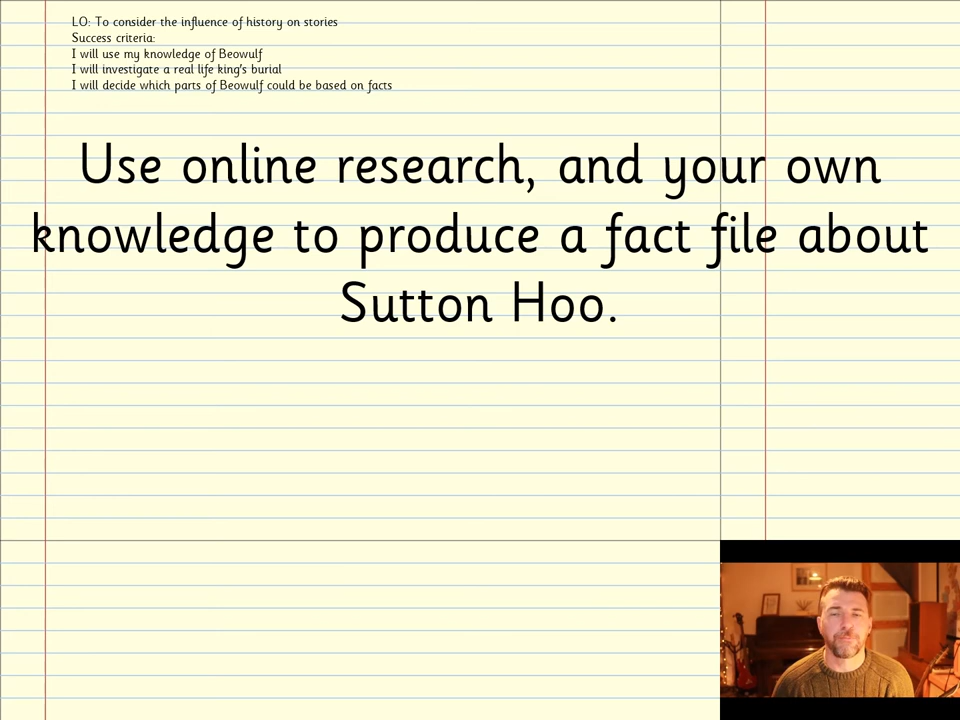 LO: To consider the influence of history on stories
Success criteria:
I will use my knowledge of Beowulf
I will investigate a real life king's burial
I will decide which parts of Beowulf could be based on facts
Use online research, and your own
knowledge to produce a fact file about
Sutton Hoo.